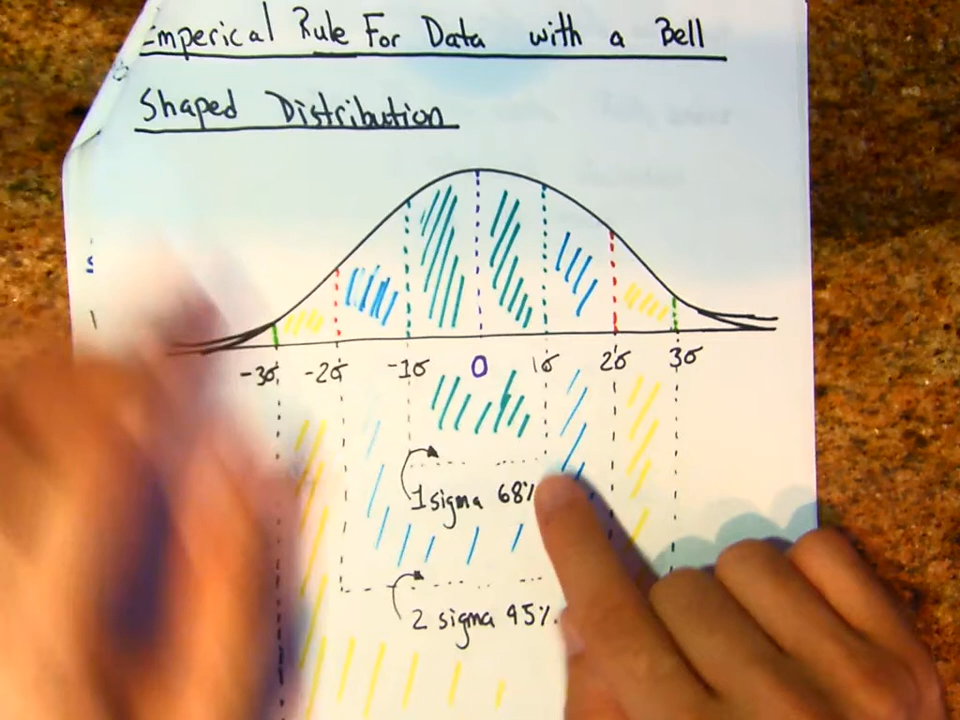 Emperical Rule For Data with a Bell
Shaped Distribution
-3σ -2σ -1σ 0 1σ 2σ 3σ
1 sigma 68%
2 sigma 95%